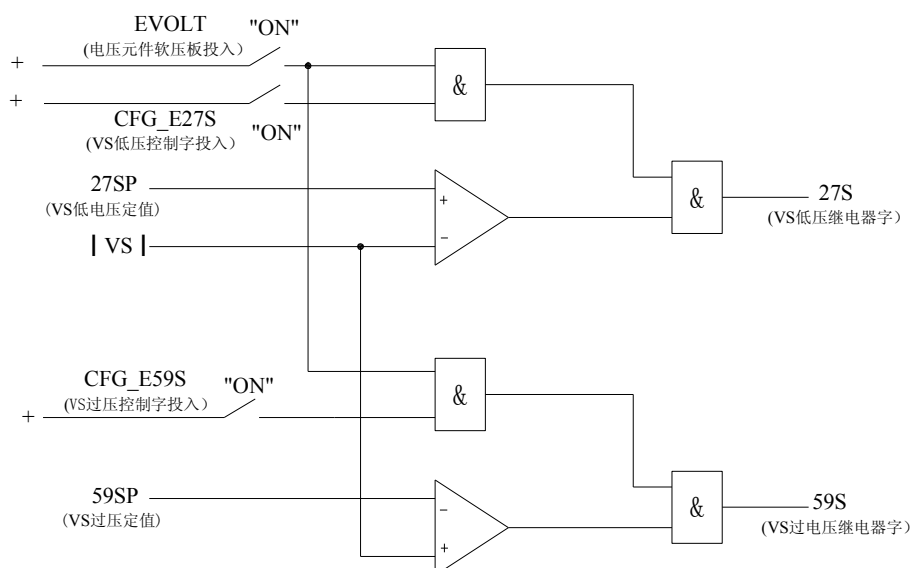 EVOLT "ON"
(电压元件软压板投入)
+
&
+
CFG_E27S "ON"
(VS低压控制字投入)
27SP
(VS低电压定值)
+
−
&
27S
(VS低压继电器字)
| VS |
CFG_E59S "ON"
(VS过压控制字投入)
+
&
59SP
(VS过压定值)
−
+
&
59S
(VS过电压继电器字)